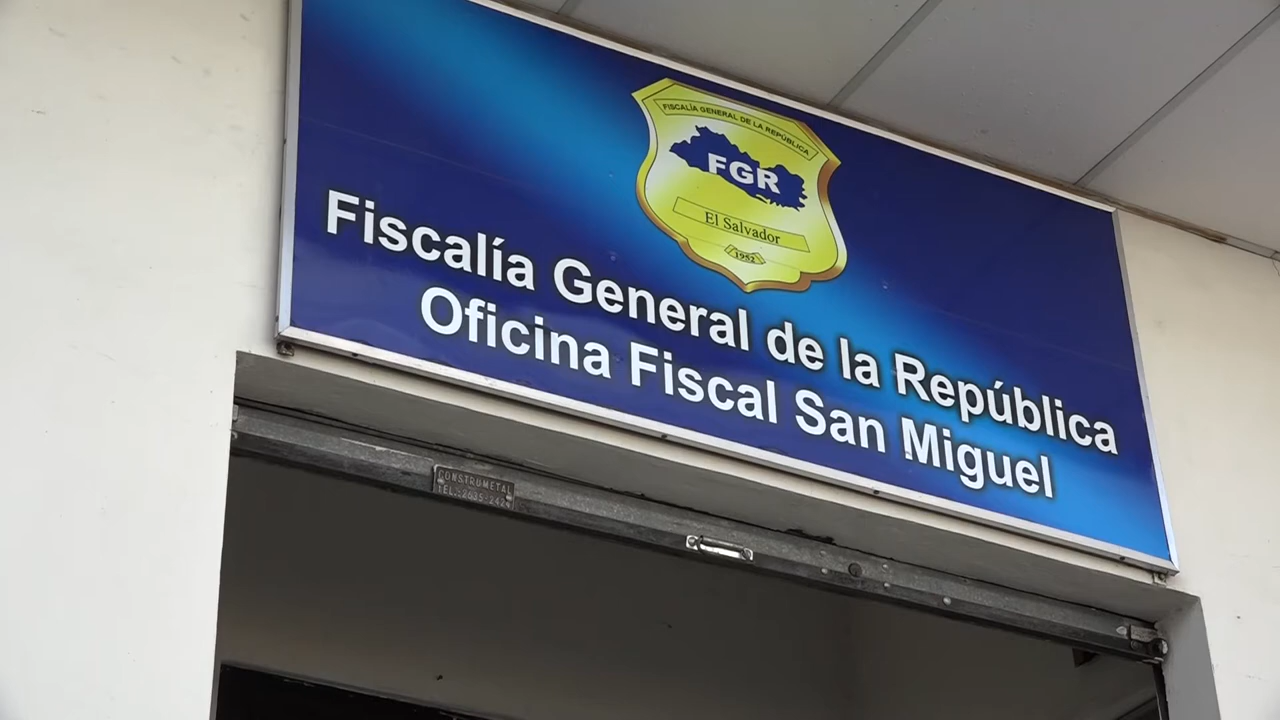 FISCALÍA GENERAL DE LA REPÚBLICA
FGR
El Salvador
1952
Fiscalía General de la República
Oficina Fiscal San Miguel
CONSTRUMETAL
TEL.:2635-242